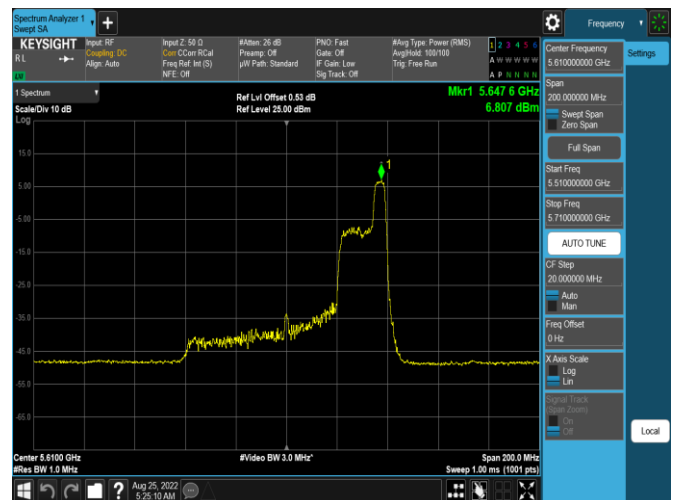 Spectrum Analyzer 1
Swept SA
Frequency
KEYSIGHT
RL
LW
Input: RF
Coupling: DC
Align: Auto
Input Z: 50 Ω
Corr CCorr RCal
Freq Ref: Int (S)
NFE: Off
#Atten: 26 dB
Preamp: Off
µW Path: Standard
PNO: Fast
Gate: Off
IF Gain: Low
Sig Track: Off
#Avg Type: Power (RMS)
Avg|Hold: 100/100
Trig: Free Run
1 2 3 4 5 6
A W W W W W
A P N N N N
1 Spectrum
Scale/Div 10 dB
Log
Ref Lvl Offset 0.53 dB
Ref Level 25.00 dBm
Mkr1 5.647 6 GHz
6.807 dBm
1
15.0
5.00
-5.00
-15.0
-25.0
-35.0
-45.0
-55.0
-65.0
Center 5.6100 GHz
#Res BW 1.0 MHz
#Video BW 3.0 MHz*
Span 200.0 MHz
Sweep 1.00 ms (1001 pts)
Aug 25, 2022
5:25:10 AM
Center Frequency
5.610000000 GHz
Settings
Span
200.000000 MHz
Swept Span
Zero Span
Full Span
Start Freq
5.510000000 GHz
Stop Freq
5.710000000 GHz
AUTO TUNE
CF Step
20.000000 MHz
Auto
Man
Freq Offset
0 Hz
X Axis Scale
Log
Lin
Signal Track
(Span Zoom)
On
Off
Local